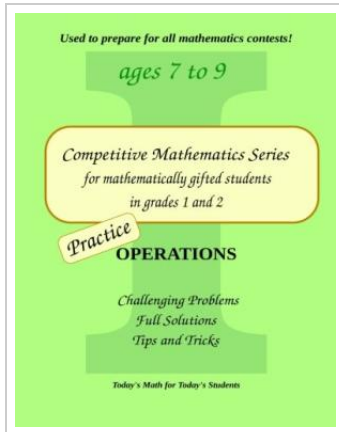 Used to prepare for all mathematics contests!
ages 7 to 9
I
Competitive Mathematics Series
for mathematically gifted students
in grades 1 and 2
Practice
OPERATIONS
Challenging Problems
Full Solutions
Tips and Tricks
Today's Math for Today's Students